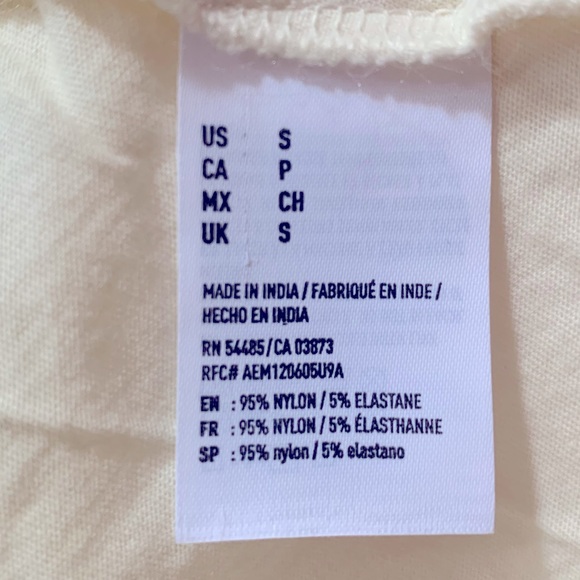 US S
CA P
MX CH
UK S
MADE IN INDIA / FABRIQUÉ EN INDE /
HECHO EN INDIA
RN 54485/CA 03873
RFC# AEM120605U9A
EN : 95% NYLON / 5% ELASTANE
FR : 95% NYLON / 5% ÉLASTHANNE
SP : 95% nylon / 5% elastano